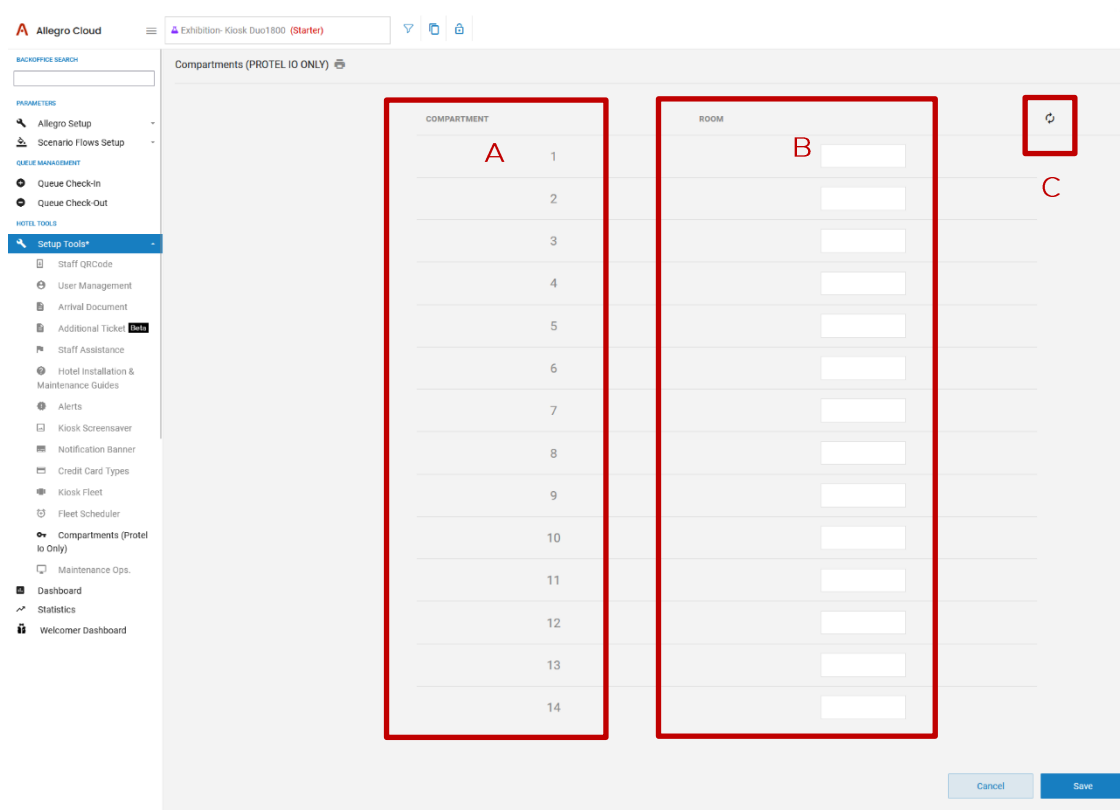 Allegro Cloud
Exhibition- Kiosk Duo1800 (Starter)
BACKOFFICE SEARCH
Compartments (PROTEL IO ONLY)
PARAMETERS
Allegro Setup
Scenario Flows Setup
QUEUE MANAGEMENT
Queue Check-In
Queue Check-Out
HOTEL TOOLS
Setup Tools*
Staff QRCode
User Management
Arrival Document
Additional Ticket Beta
Staff Assistance
Hotel Installation &
Maintenance Guides
Alerts
Kiosk Screensaver
Notification Banner
Credit Card Types
Kiosk Fleet
Fleet Scheduler
Compartments (Protel
Io Only)
Maintenance Ops.
Dashboard
Statistics
Welcomer Dashboard
COMPARTMENT
ROOM
A
B
C
1
2
3
4
5
6
7
8
9
10
11
12
13
14
Cancel
Save